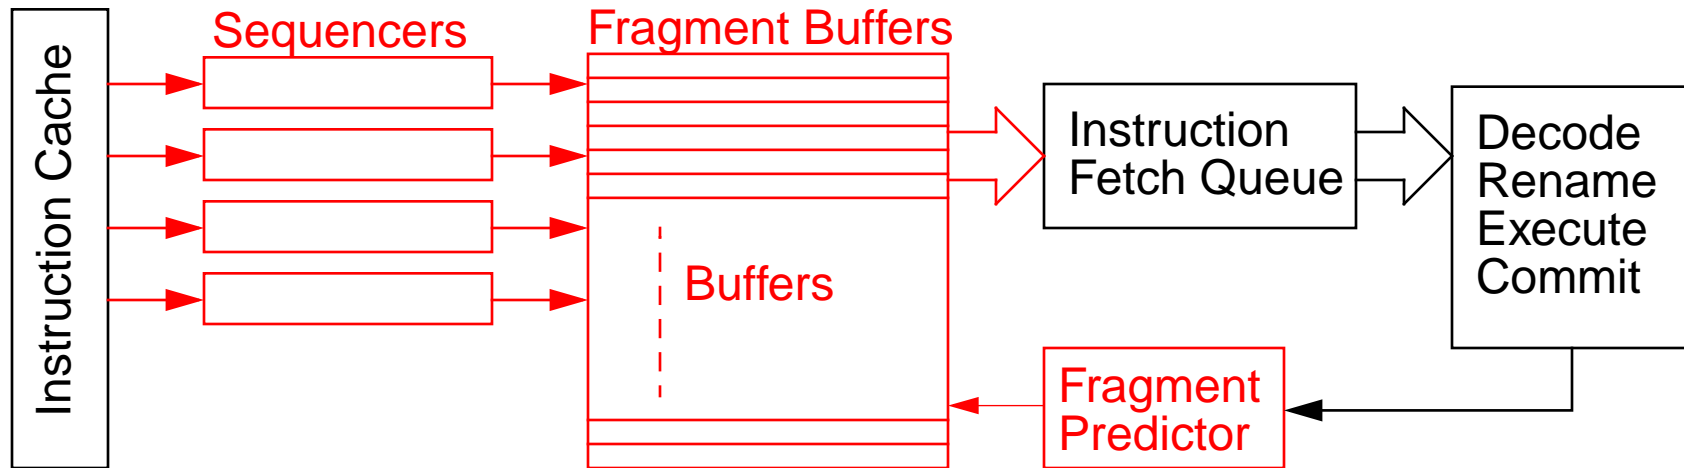 Instruction Cache
Sequencers
Fragment Buffers
Buffers
Instruction
Fetch Queue
Decode
Rename
Execute
Commit
Fragment
Predictor